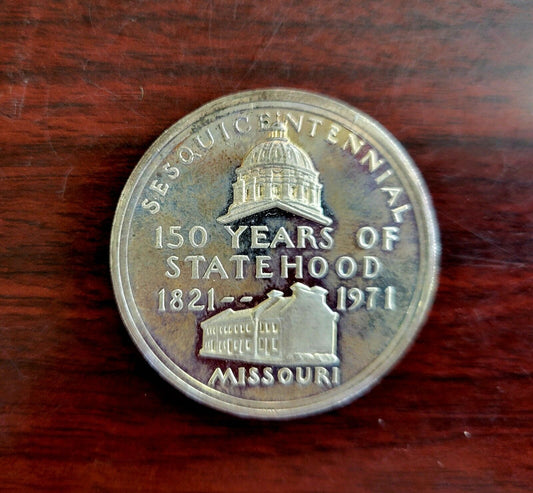 SESQUICENTENNIAL
150 YEARS OF
STATEHOOD
1821-- 1971
MISSOURI